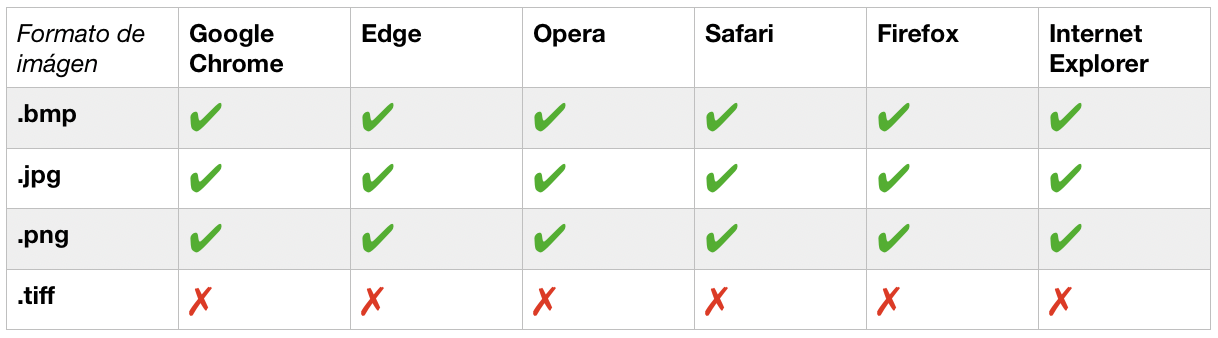 Formato de imágen Google Chrome Edge Opera Safari Firefox Internet Explorer
.bmp ✔ ✔ ✔ ✔ ✔ ✔
.jpg ✔ ✔ ✔ ✔ ✔ ✔
.png ✔ ✔ ✔ ✔ ✔ ✔
.tiff ✗ ✗ ✗ ✗ ✗ ✗